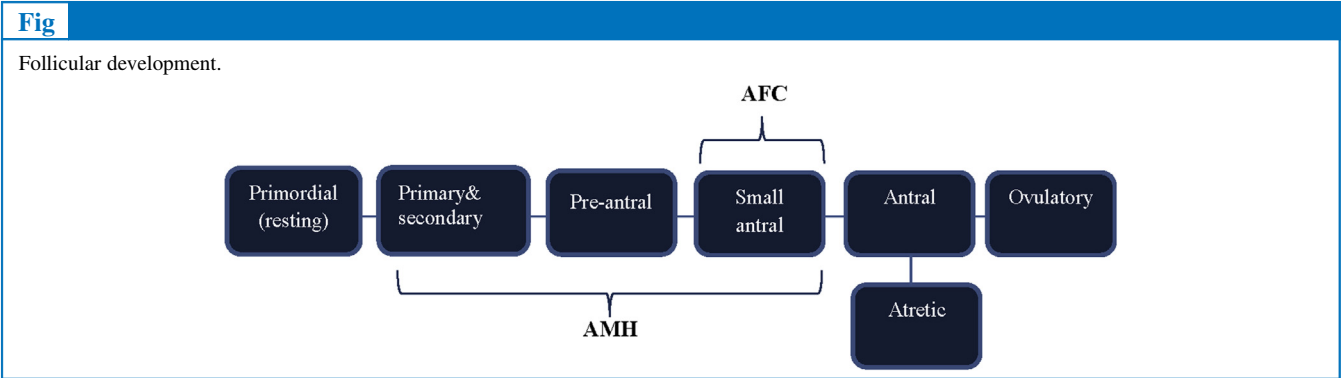 Fig
Follicular development.
AFC
Primordial
(resting)
Primary&
secondary
Pre-antral
Small
antral
Antral
Ovulatory
AMH
Atretic